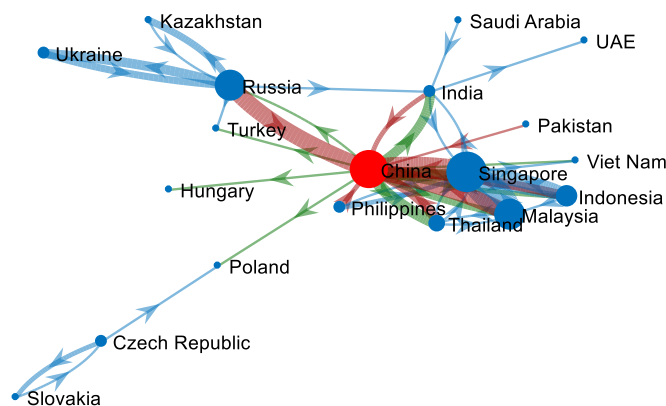 Kazakhstan
Saudi Arabia
UAE
Ukraine
Russia
India
Turkey
Pakistan
Viet Nam
China
Singapore
Hungary
Indonesia
Philippines
Malaysia
Thailand
Poland
Czech Republic
Slovakia